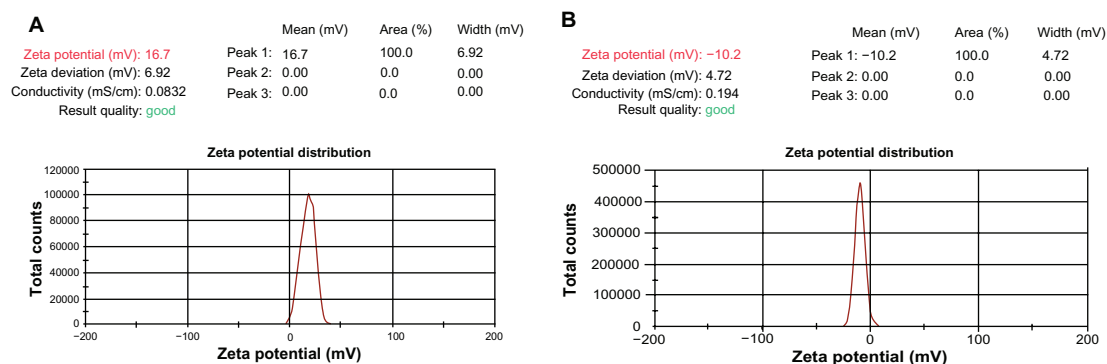 A
Mean (mV) Area (%) Width (mV)
Zeta potential (mV): 16.7 Peak 1: 16.7 100.0 6.92
Zeta deviation (mV): 6.92 Peak 2: 0.00 0.0 0.00
Conductivity (mS/cm): 0.0832 Peak 3: 0.00 0.0 0.00
Result quality: good
Zeta potential distribution
Total counts
120000
100000
80000
60000
40000
20000
0
−200 −100 0 100 200
Zeta potential (mV)
B
Mean (mV) Area (%) Width (mV)
Zeta potential (mV): −10.2 Peak 1: −10.2 100.0 4.72
Zeta deviation (mV): 4.72 Peak 2: 0.00 0.0 0.00
Conductivity (mS/cm): 0.194 Peak 3: 0.00 0.0 0.00
Result quality: good
Zeta potential distribution
Total counts
500000
400000
300000
200000
100000
0
−200 −100 0 100 200
Zeta potential (mV)